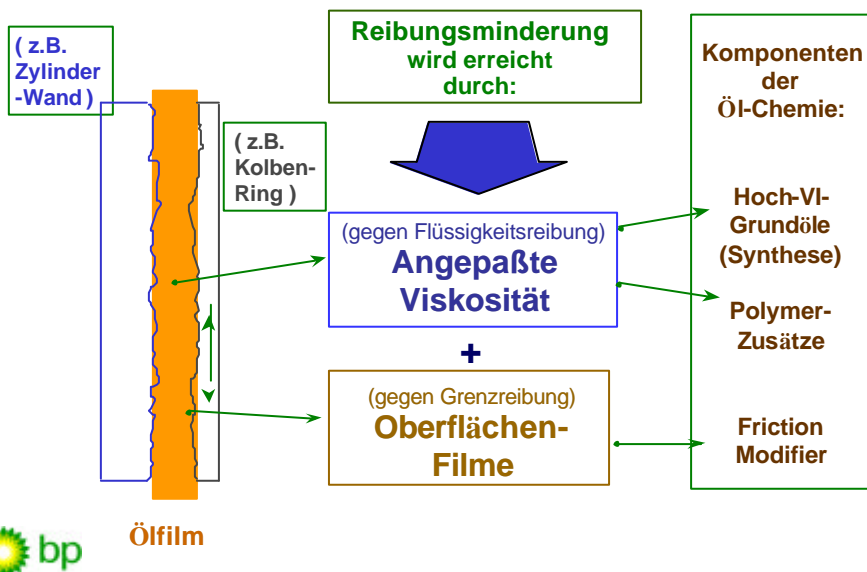 ( z.B.
Zylinder
-Wand )
( z.B.
Kolben-
Ring )
Ölfilm
Reibungsminderung
wird erreicht
durch:
(gegen Flüssigkeitsreibung)
Angepaßte
Viskosität
+
(gegen Grenzreibung)
Oberflächen-
Filme
Komponenten
der
Öl-Chemie:
Hoch-VI-
Grundöle
(Synthese)
Polymer-
Zusätze
Friction
Modifier
bp